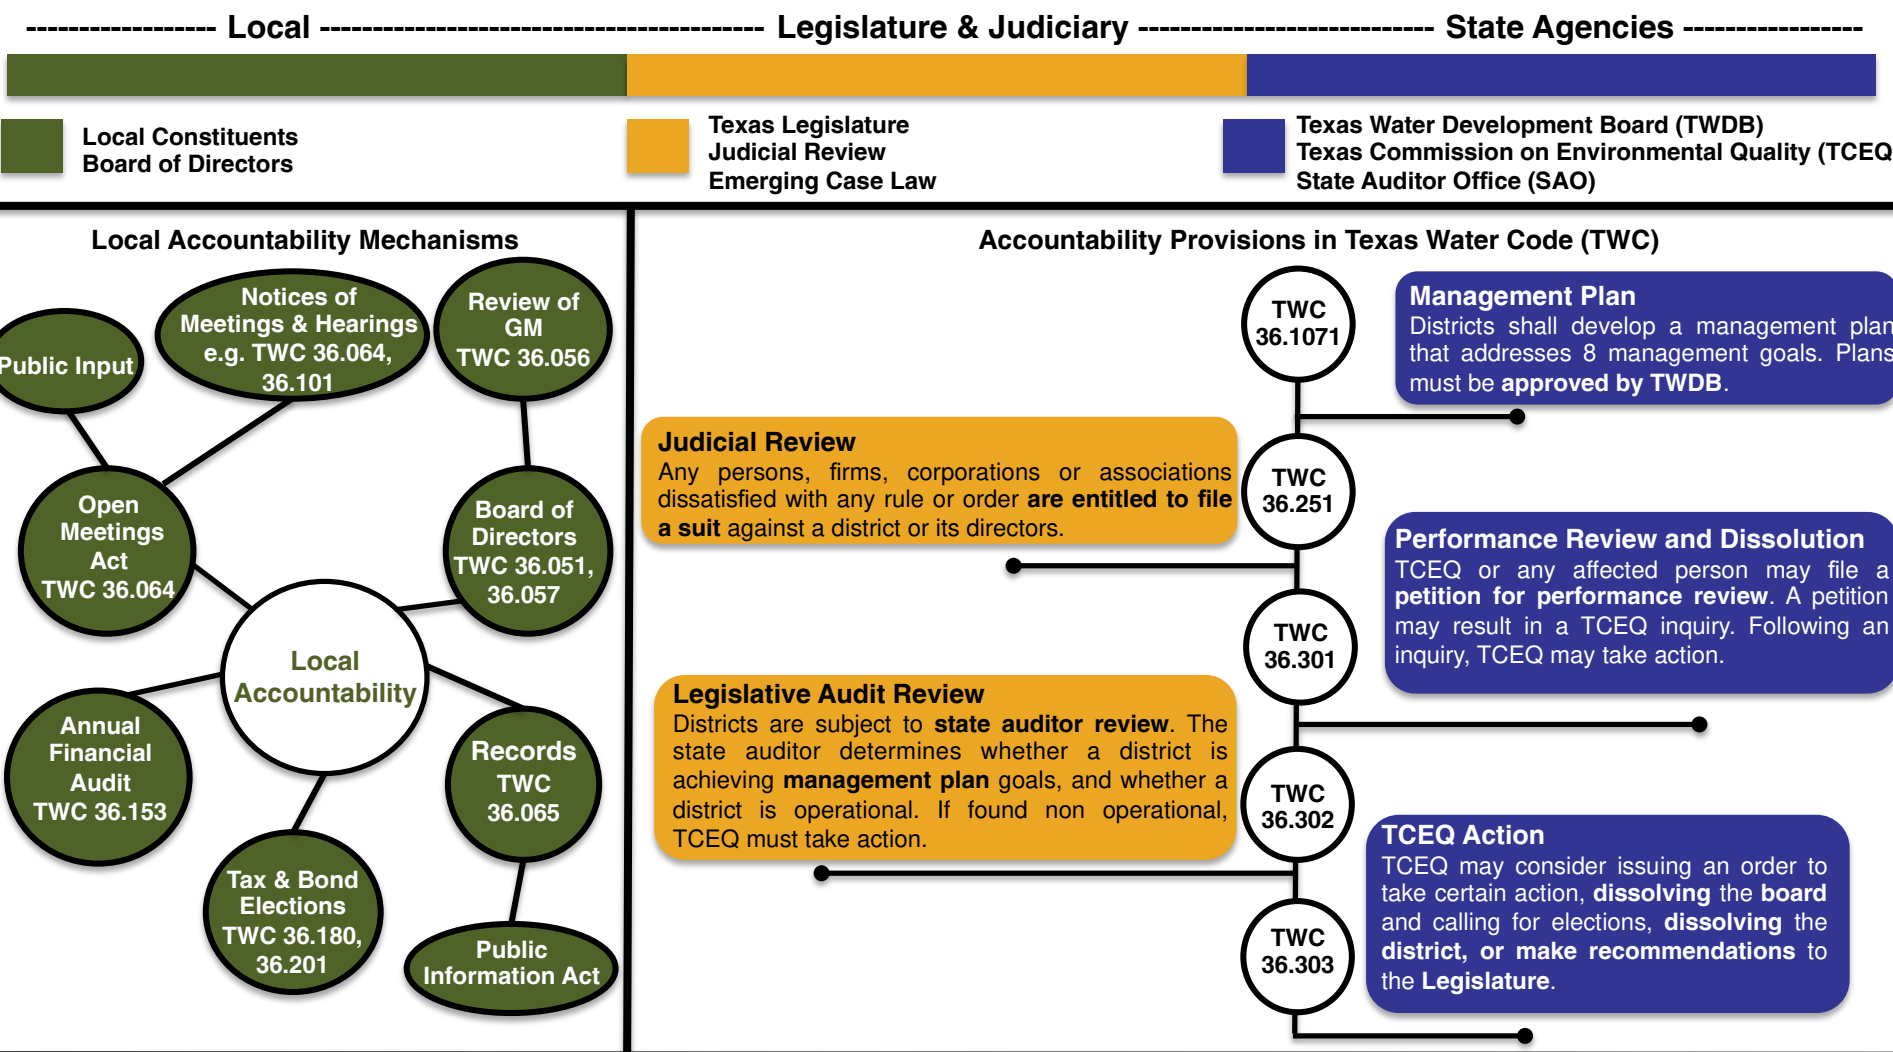 ----------------- Local ---------------------------------------- Legislature & Judiciary --------------------------- State Agencies ----------------
Local Constituents
Board of Directors
Texas Legislature
Judicial Review
Emerging Case Law
Texas Water Development Board (TWDB)
Texas Commission on Environmental Quality (TCEQ
State Auditor Office (SAO)
Local Accountability Mechanisms
Public Input
Notices of
Meetings & Hearings
e.g. TWC 36.064,
36.101
Review of
GM
TWC 36.056
Open
Meetings
Act
TWC 36.064
Board of
Directors
TWC 36.051,
36.057
Local
Accountability
Annual
Financial
Audit
TWC 36.153
Records
TWC
36.065
Tax & Bond
Elections
TWC 36.180,
36.201
Public
Information Act
Accountability Provisions in Texas Water Code (TWC)
TWC
36.1071
Management Plan
Districts shall develop a management plan
that addresses 8 management goals. Plans
must be approved by TWDB.
Judicial Review
Any persons, firms, corporations or associations
dissatisfied with any rule or order are entitled to file
a suit against a district or its directors.
TWC
36.251
Performance Review and Dissolution
TCEQ or any affected person may file a
petition for performance review. A petition
may result in a TCEQ inquiry. Following an
inquiry, TCEQ may take action.
TWC
36.301
Legislative Audit Review
Districts are subject to state auditor review. The
state auditor determines whether a district is
achieving management plan goals, and whether a
district is operational. If found non operational,
TCEQ must take action.
TWC
36.302
TCEQ Action
TCEQ may consider issuing an order to
take certain action, dissolving the board
and calling for elections, dissolving the
district, or make recommendations to
the Legislature.
TWC
36.303